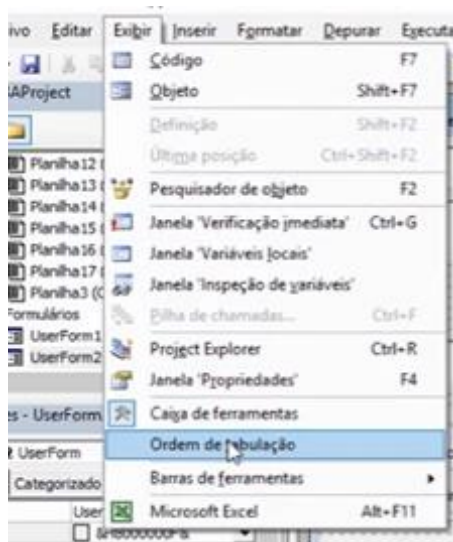 ivo Editar Exibir Inserir Formatar Depurar Executa
AProject
Código F7
Objeto Shift+F7
Definição Shift+F2
Última posição Ctrl+Shift+F2
Pesquisador de objeto F2
Janela 'Verificação imediata' Ctrl+G
Janela 'Variáveis locais'
Janela 'Inspeção de variáveis'
Pilha de chamadas... Ctrl+F
Project Explorer Ctrl+R
Janela 'Propriedades' F4
Caixa de ferramentas
Ordem de tabulação
Barras de ferramentas
Microsoft Excel Alt+F11
Planilha12 (
Planilha13 (
Planilha14 (
Planilha15 (
Planilha16 (
Planilha17 (
Planilha3 (C
Formulários
UserForm1
UserForm2
es - UserForm
UserForm
Categorizado
User